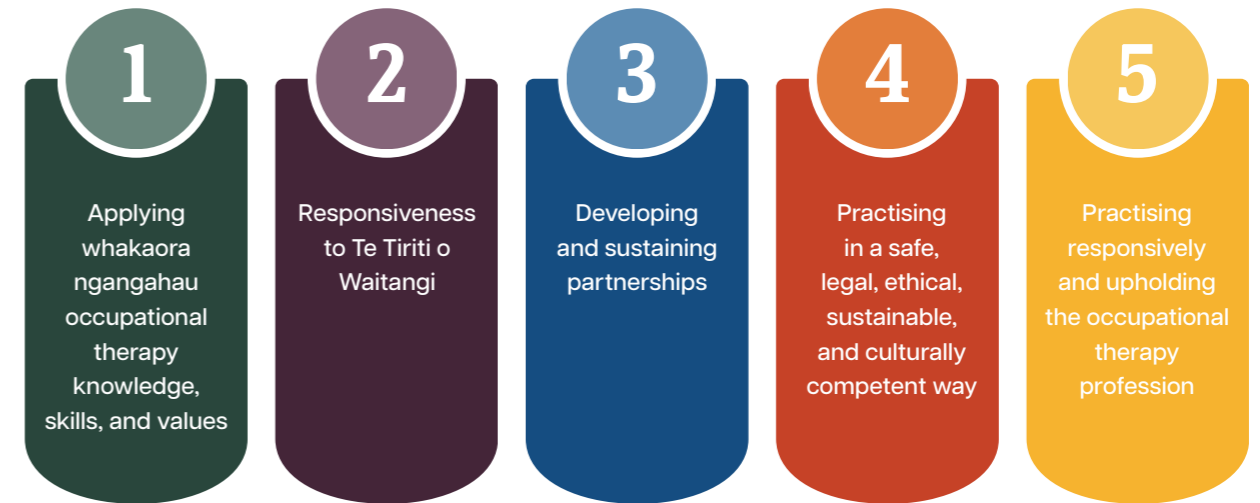 1
Applying
whakaora
ngangahau
occupational
therapy
knowledge,
skills, and values
2
Responsiveness
to Te Tiriti o
Waitangi
3
Developing
and sustaining
partnerships
4
Practising
in a safe,
legal, ethical,
sustainable,
and culturally
competent way
5
Practising
responsively
and upholding
the occupational
therapy
profession